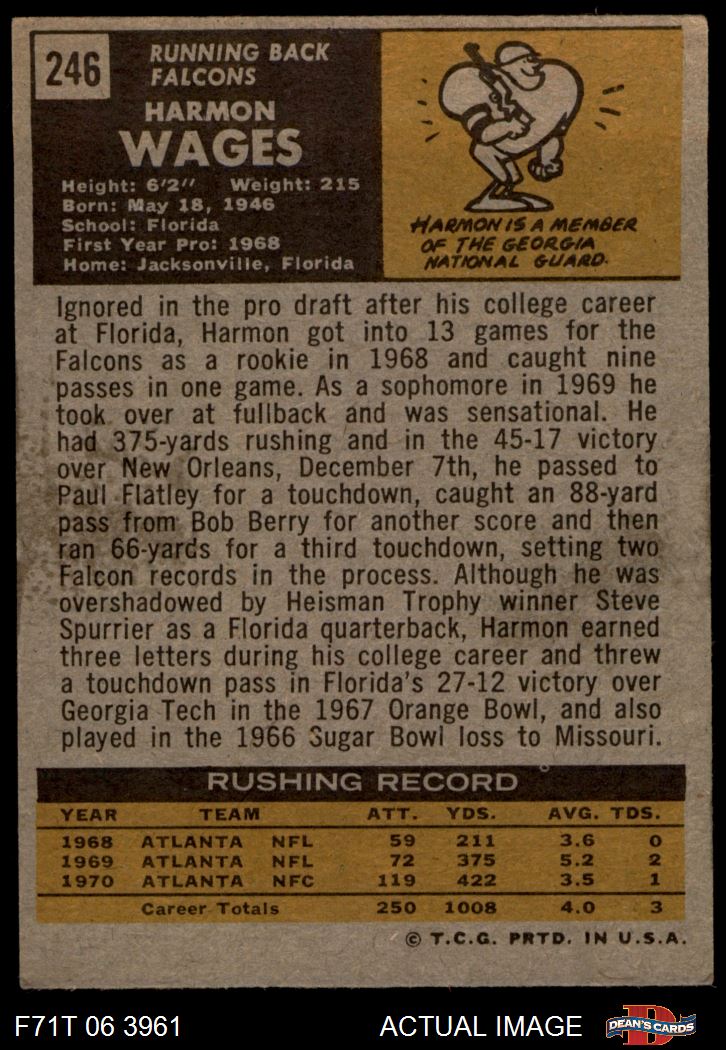 246
RUNNING BACK
FALCONS
HARMON
WAGES
Height: 6'2" Weight: 215
Born: May 18, 1946
School: Florida
First Year Pro: 1968
Home: Jacksonville, Florida
HARMON IS A MEMBER
OF THE GEORGIA
NATIONAL GUARD.
Ignored in the pro draft after his college career
at Florida, Harmon got into 13 games for the
Falcons as a rookie in 1968 and caught nine
passes in one game. As a sophomore in 1969 he
took over at fullback and was sensational. He
had 375-yards rushing and in the 45-17 victory
over New Orleans, December 7th, he passed to
Paul Flatley for a touchdown, caught an 88-yard
pass from Bob Berry for another score and then
ran 66-yards for a third touchdown, setting two
Falcon records in the process. Although he was
overshadowed by Heisman Trophy winner Steve
Spurrier as a Florida quarterback, Harmon earned
three letters during his college career and threw
a touchdown pass in Florida's 27-12 victory over
Georgia Tech in the 1967 Orange Bowl, and also
played in the 1966 Sugar Bowl loss to Missouri.
RUSHING RECORD
YEAR TEAM ATT. YDS. AVG. TDS.
1968 ATLANTA NFL 59 211 3.6 0
1969 ATLANTA NFL 72 375 5.2 2
1970 ATLANTA NFC 119 422 3.5 1
Career Totals 250 1008 4.0 3
© T.C.G. PRTD. IN U.S.A.
F71T 06 3961 ACTUAL IMAGE DEAN'S CARDS